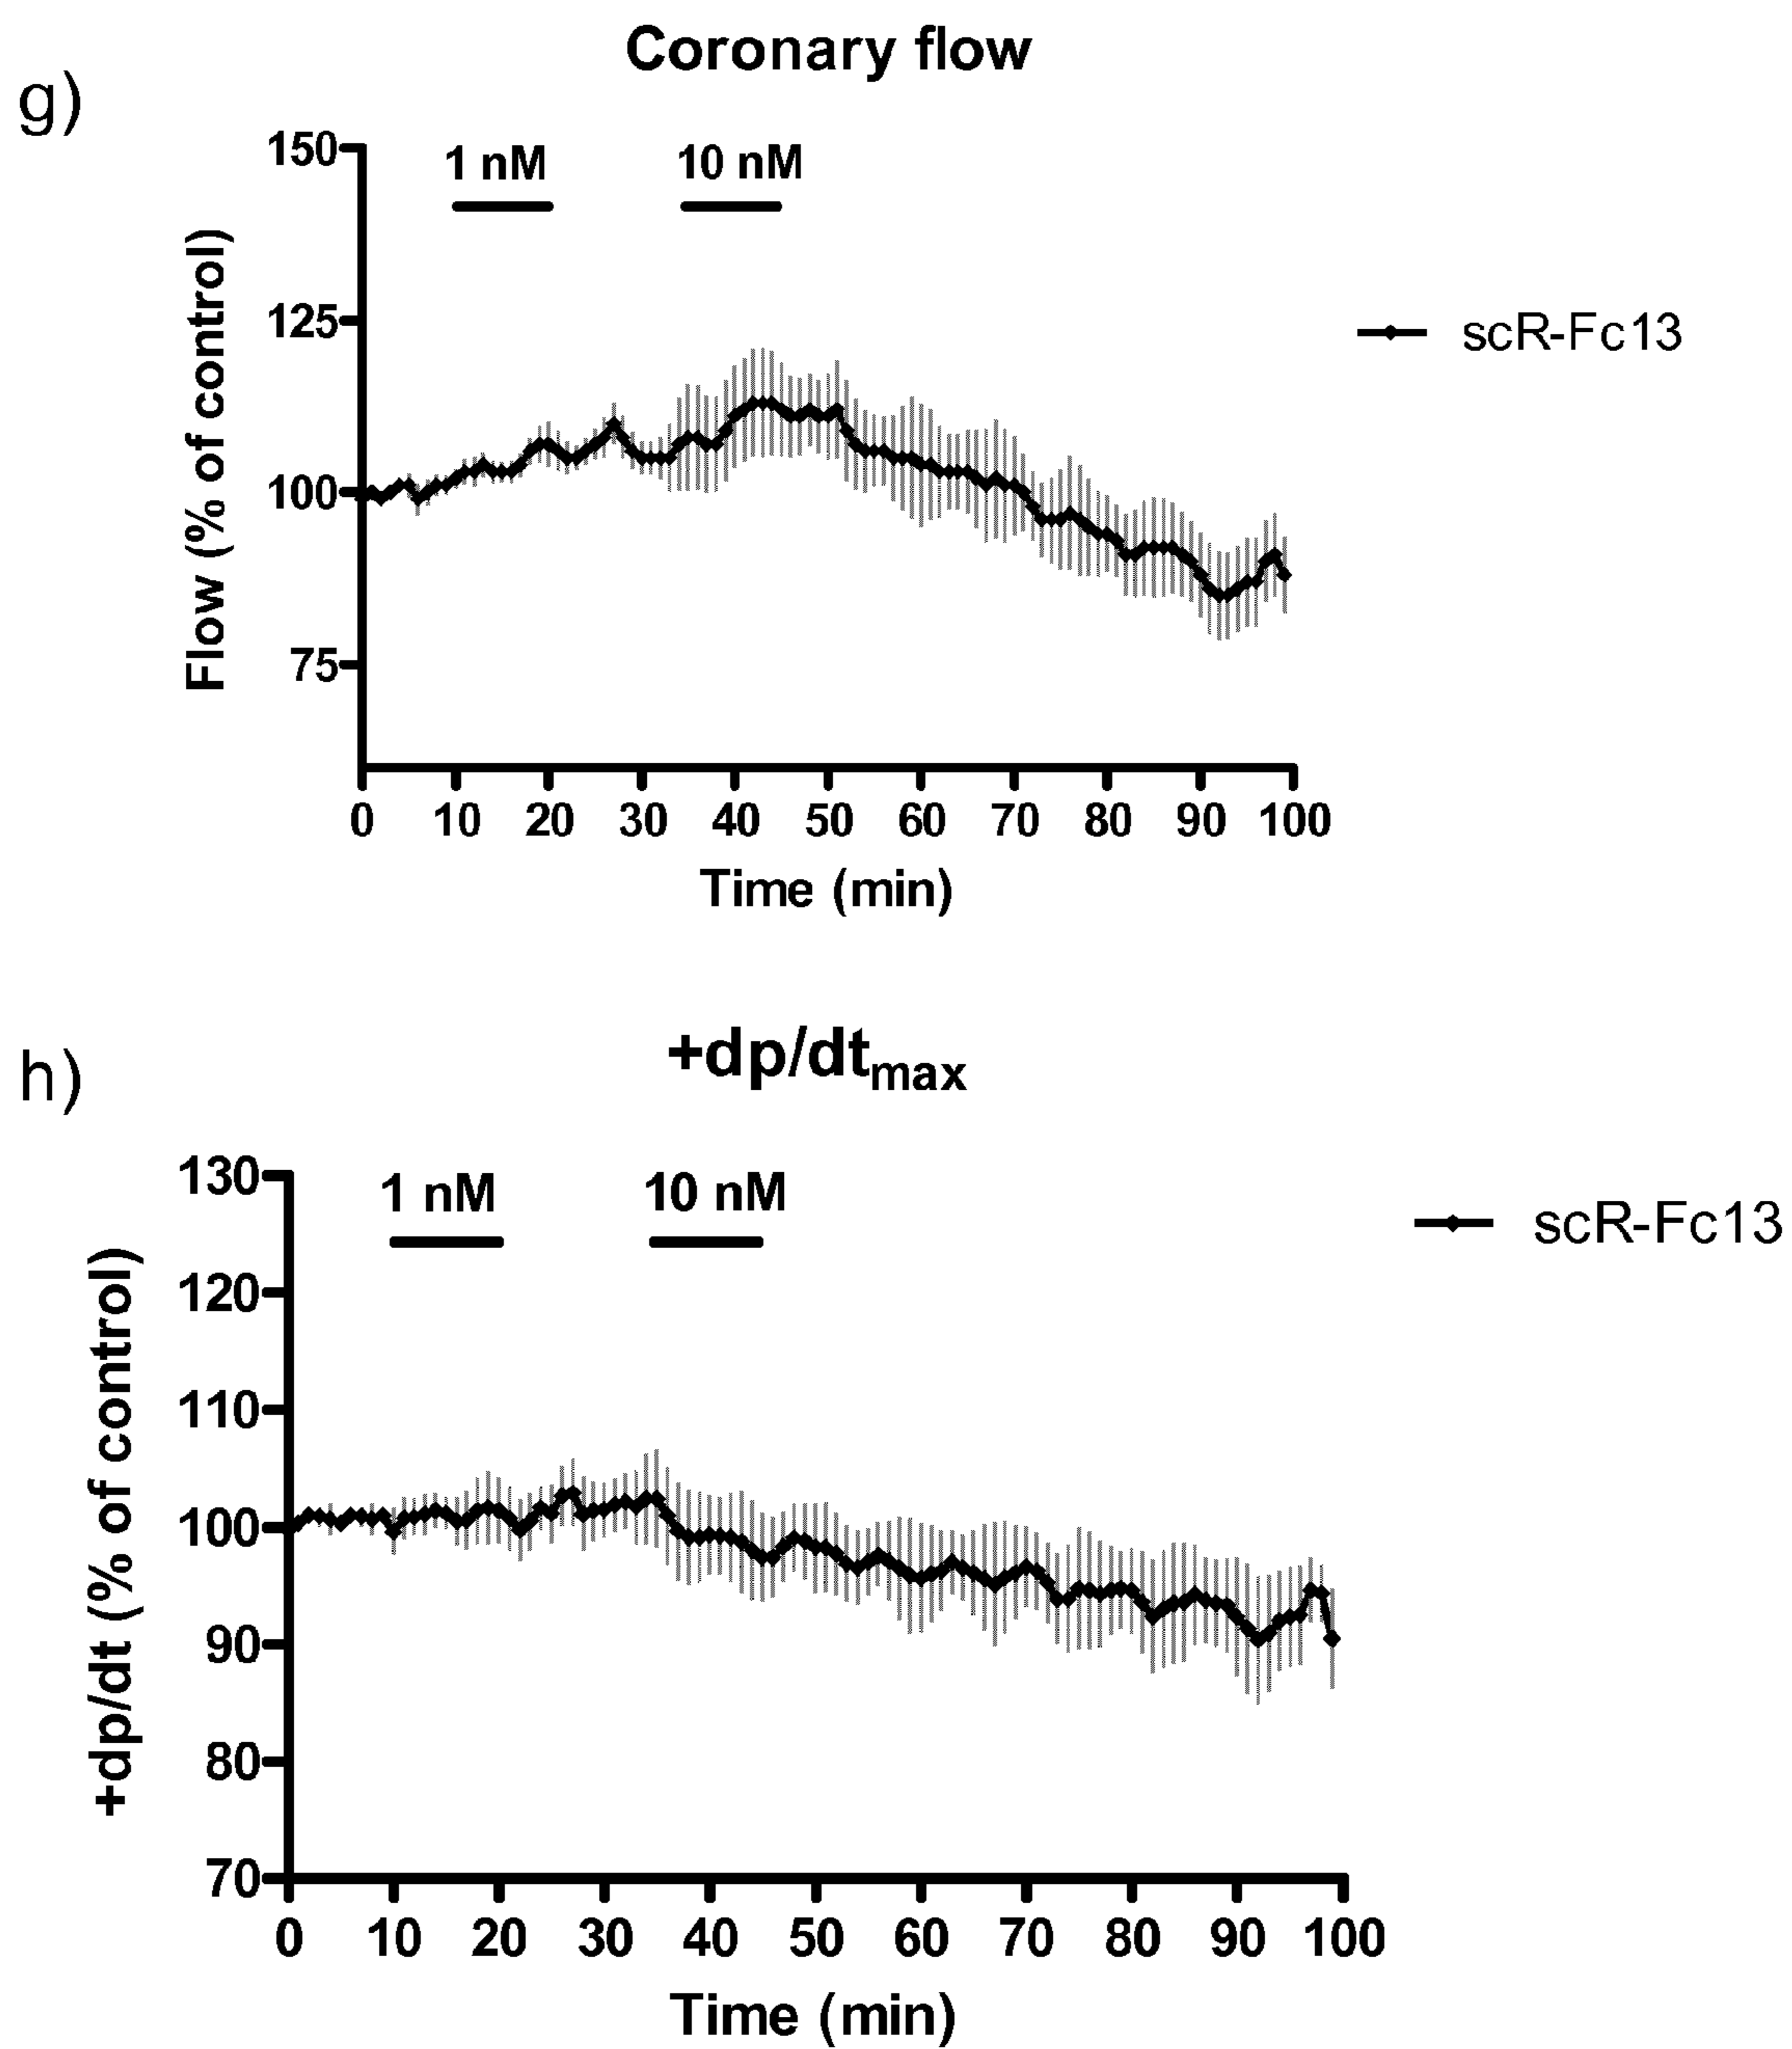 g)
Coronary flow
150
125
100
75
Flow (% of control)
1 nM
10 nM
scR-Fc13
0 10 20 30 40 50 60 70 80 90 100
Time (min)
h)
+dp/dtmax
130
120
110
100
90
80
70
+dp/dt (% of control)
1 nM
10 nM
scR-Fc13
0 10 20 30 40 50 60 70 80 90 100
Time (min)